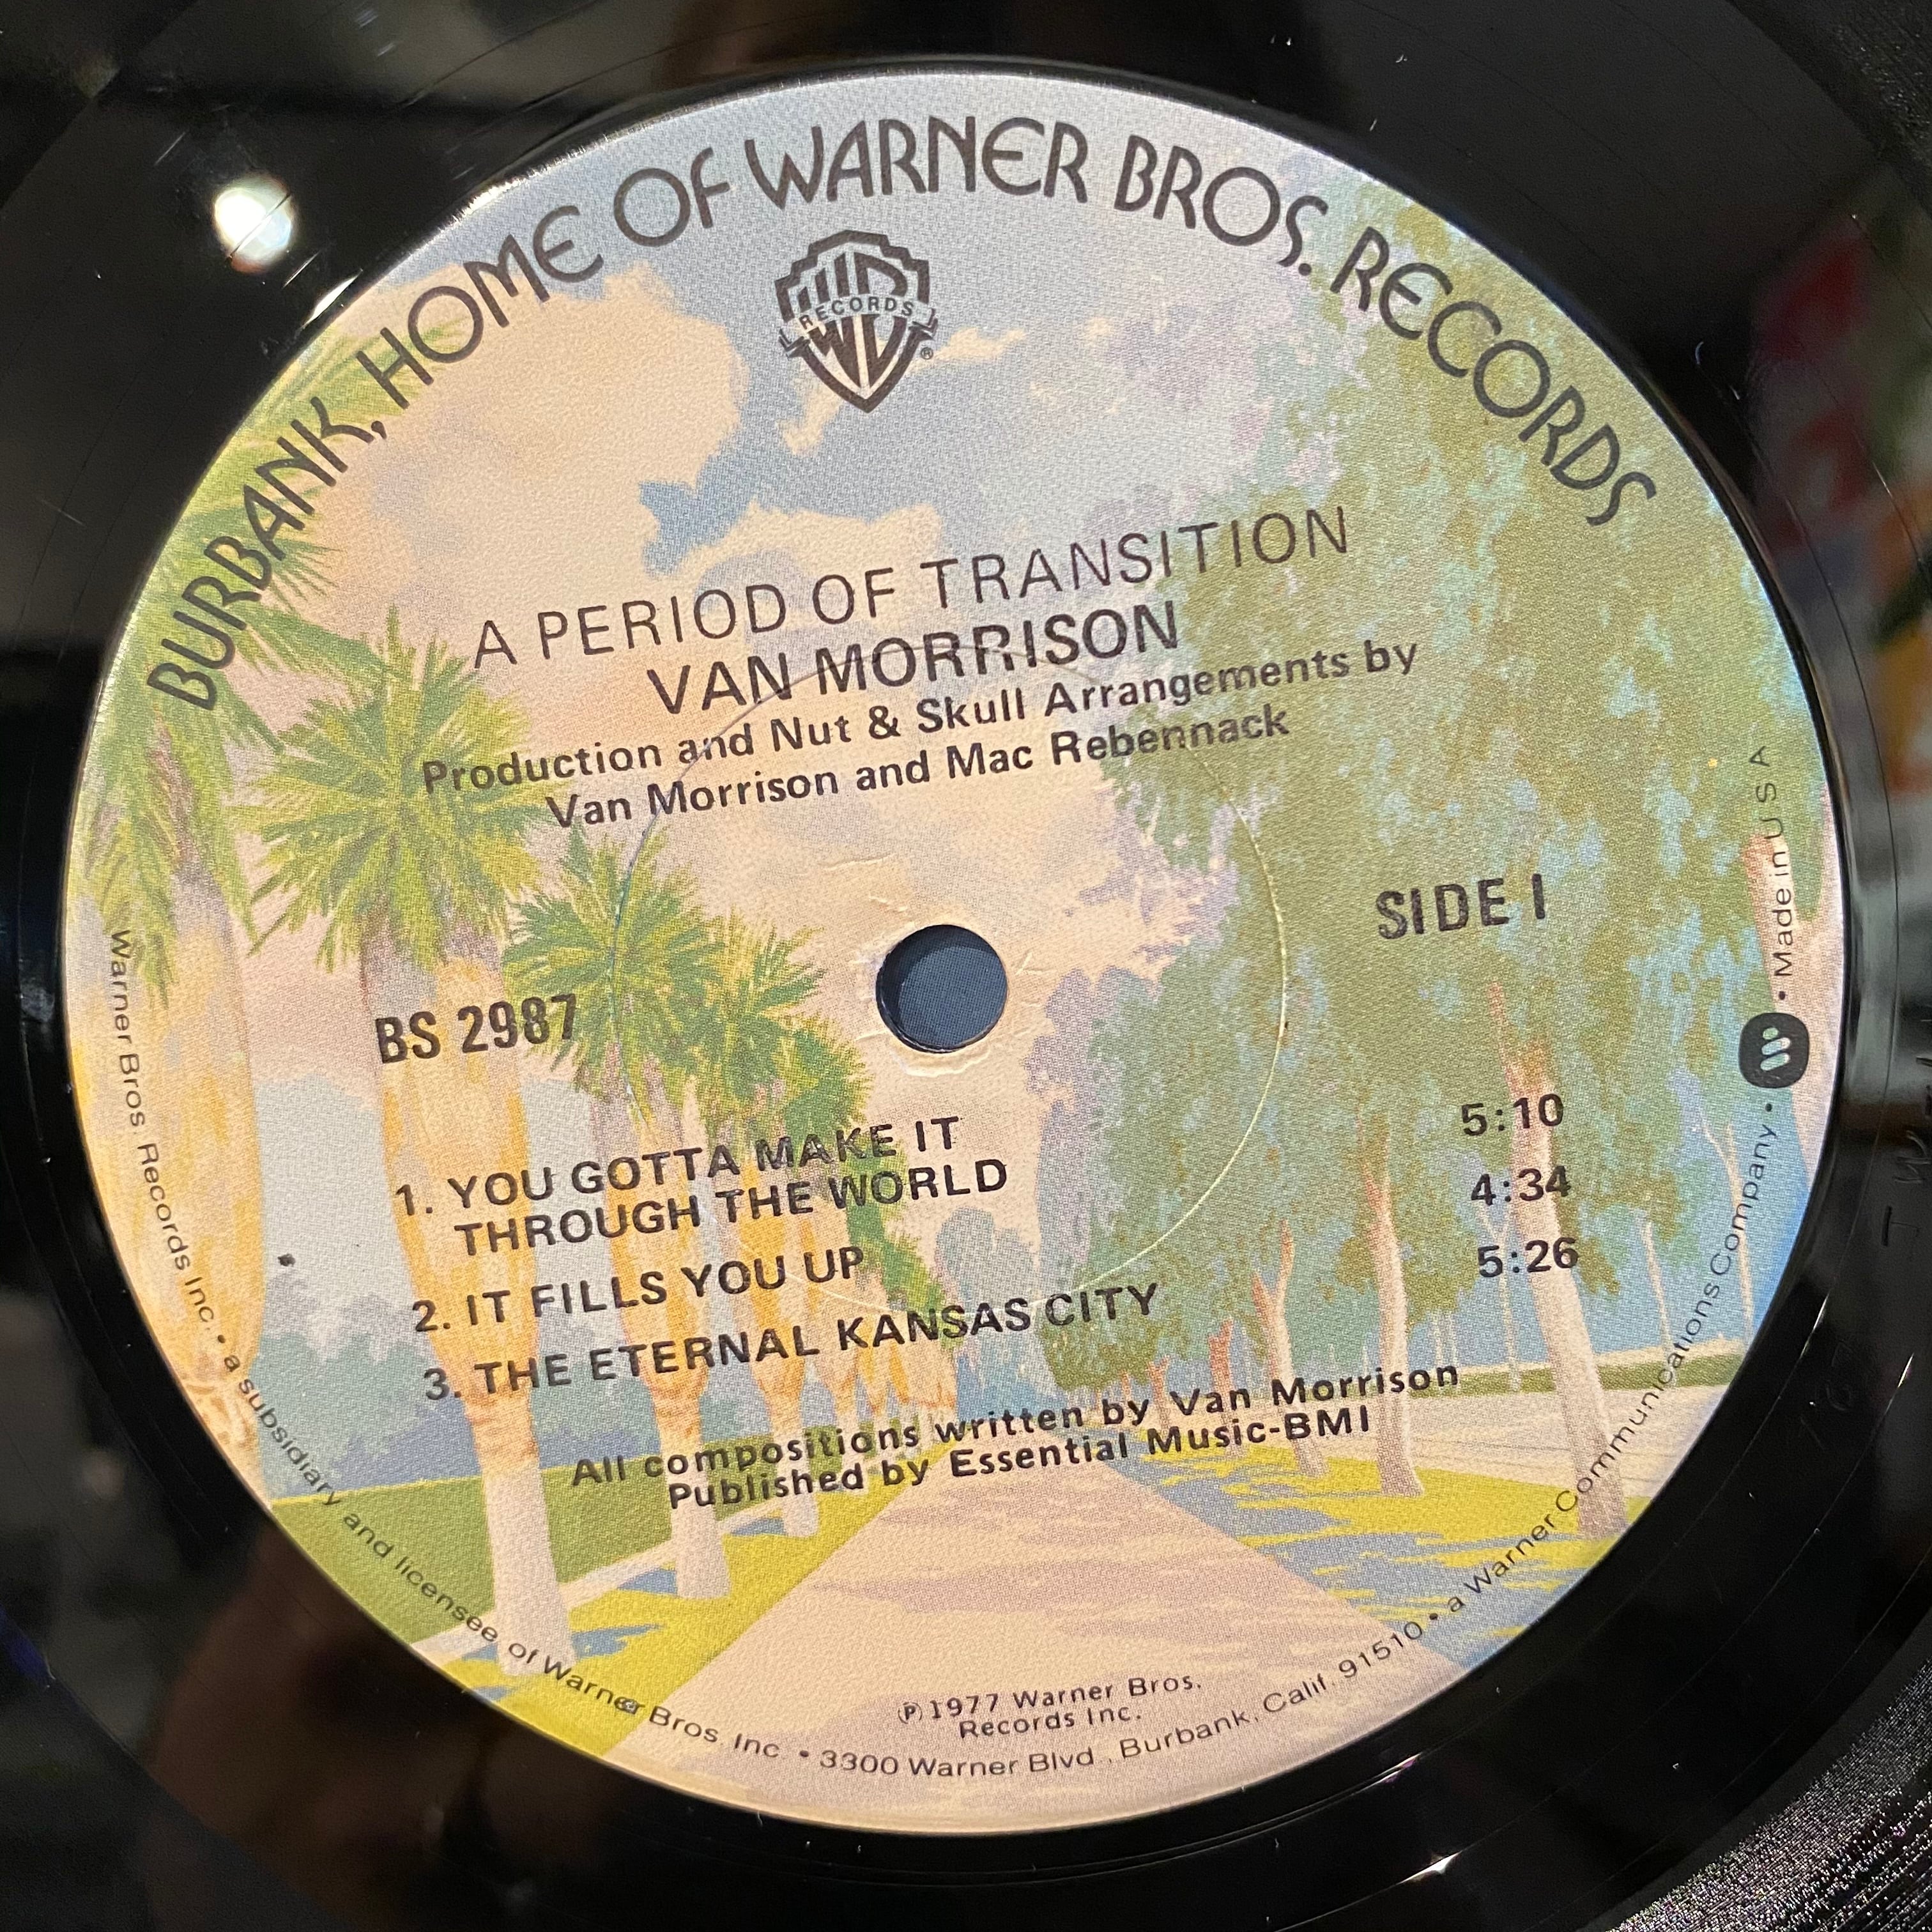 BURBANK, HOME OF WARNER BROS. RECORDS
RECORDS
®
A PERIOD OF TRANSITION
VAN MORRISON
Production and Nut & Skull Arrangements by
Van Morrison and Mac Rebennack
SIDE I
BS 2987
1. YOU GOTTA MAKE IT
THROUGH THE WORLD 5:10
2. IT FILLS YOU UP 4:34
3. THE ETERNAL KANSAS CITY 5:26
All compositions written by Van Morrison
Published by Essential Music-BMI
℗ 1977 Warner Bros.
Records Inc.
Warner Bros. Records Inc. • a subsidiary and licensee of Warner Bros. Inc. • 3300 Warner Blvd., Burbank, Calif. 91510 • a Warner Communications Company. • W • Made in U S A